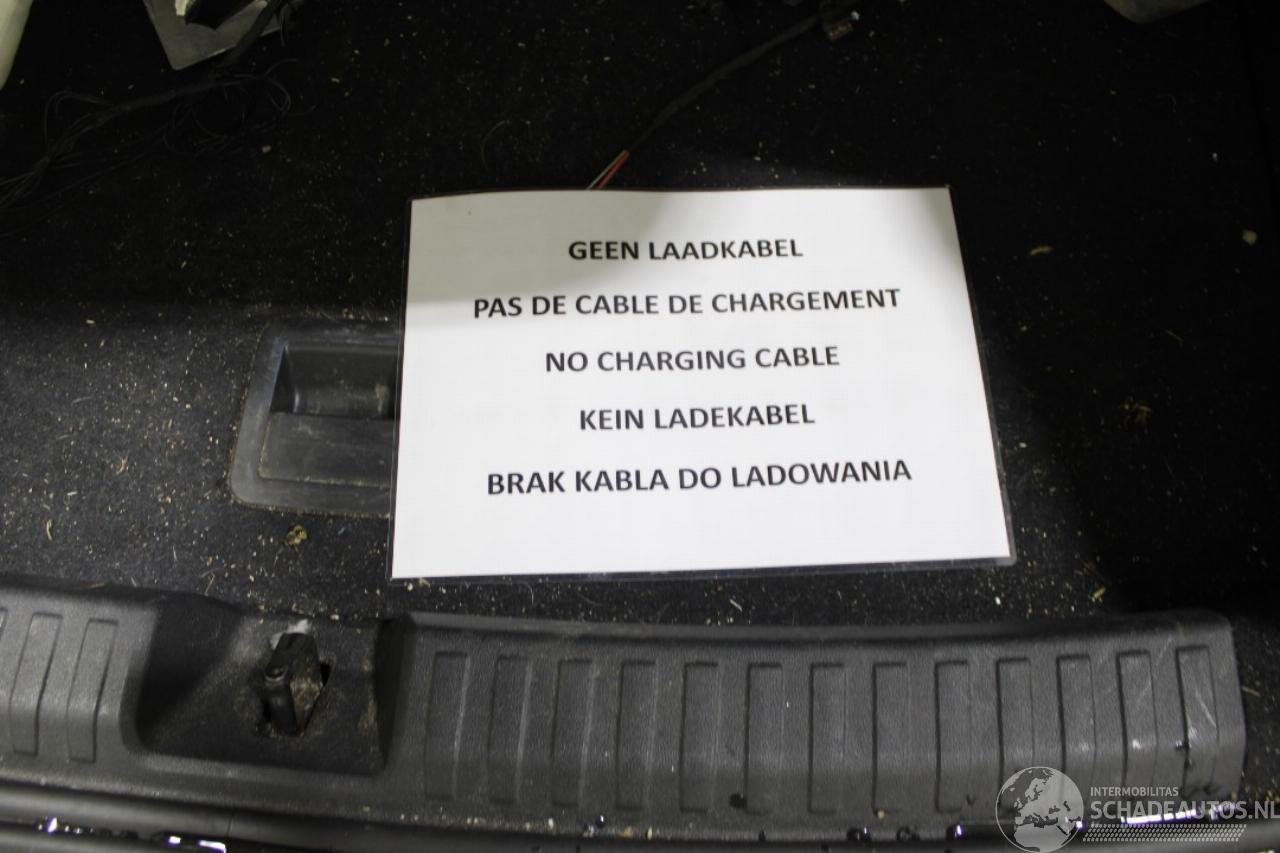 GEEN LAADKABEL
PAS DE CABLE DE CHARGEMENT
NO CHARGING CABLE
KEIN LADEKABEL
BRAK KABLA DO LADOWANIA
INTERMOBILITAS
SCHADEAUTOS.NL